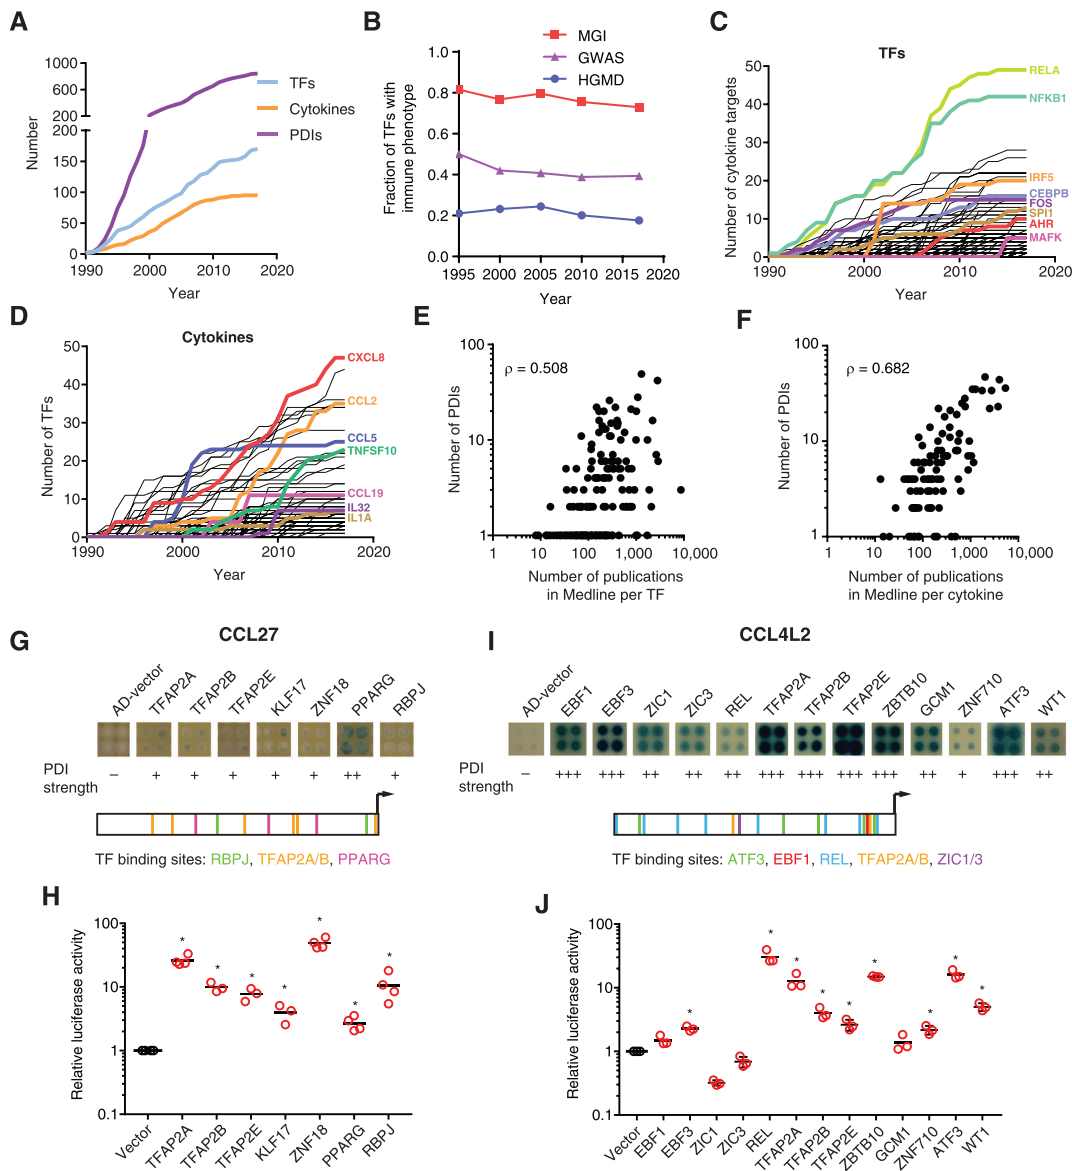 A
1000
800
600
400
200
200
150
100
50
0
1990
2000
2010
2020
Number
Year
TFs
Cytokines
PDIs
B
MGI
GWAS
HGMD
1.0
0.8
0.6
0.4
0.2
0.0
1995
2000
2005
2010
2015
2020
Fraction of TFs with
immune phenotype
Year
C
TFs
50
40
30
20
10
0
1990
2000
2010
2020
Number of cytokine targets
Year
RELA
NFKB1
IRF5
CEBPB
FOS
SPI1
AHR
MAFK
D
Cytokines
50
40
30
20
10
0
1990
2000
2010
2020
Number of TFs
Year
CXCL8
CCL2
CCL5
TNFSF10
CCL19
IL32
IL1A
E
ρ = 0.508
100
10
1
1
10
100
1,000
10,000
Number of PDIs
Number of publications
in Medline per TF
F
ρ = 0.682
100
10
1
1
10
100
1,000
10,000
Number of PDIs
Number of publications
in Medline per cytokine
G
CCL27
AD-vector
TFAP2A
TFAP2B
TFAP2E
KLF17
ZNF18
PPARG
RBPJ
PDI
strength
– + + + + + ++ +
TF binding sites: RBPJ, TFAP2A/B, PPARG
I
CCL4L2
AD-vector
EBF1
EBF3
ZIC1
ZIC3
REL
TFAP2A
TFAP2B
TFAP2E
ZBTB10
GCM1
ZNF710
ATF3
WT1
PDI
strength
– +++ +++ ++ ++ ++ +++ +++ +++ +++ ++ + +++ ++
TF binding sites: ATF3, EBF1, REL, TFAP2A/B, ZIC1/3
H
100
10
1
0.1
Relative luciferase activity
* * * * * * *
Vector
TFAP2A
TFAP2B
TFAP2E
KLF17
ZNF18
PPARG
RBPJ
J
100
10
1
0.1
Relative luciferase activity
* * * * * * * * *
Vector
EBF1
EBF3
ZIC1
ZIC3
REL
TFAP2A
TFAP2B
TFAP2E
ZBTB10
GCM1
ZNF710
ATF3
WT1